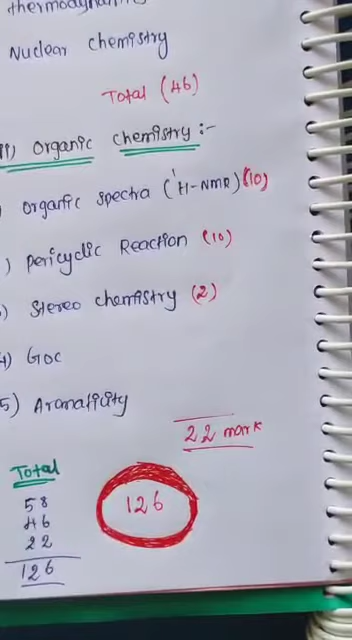 thermodynamics
Nuclear chemistry
Total (46)
II) Organic chemistry :-
Organic spectra (¹H-NMR) (10)
) Pericyclic Reaction (10)
) Stereo chemistry (2)
4) GOC
5) Aromaticity
22 mark
Total
58
46
22
126
126